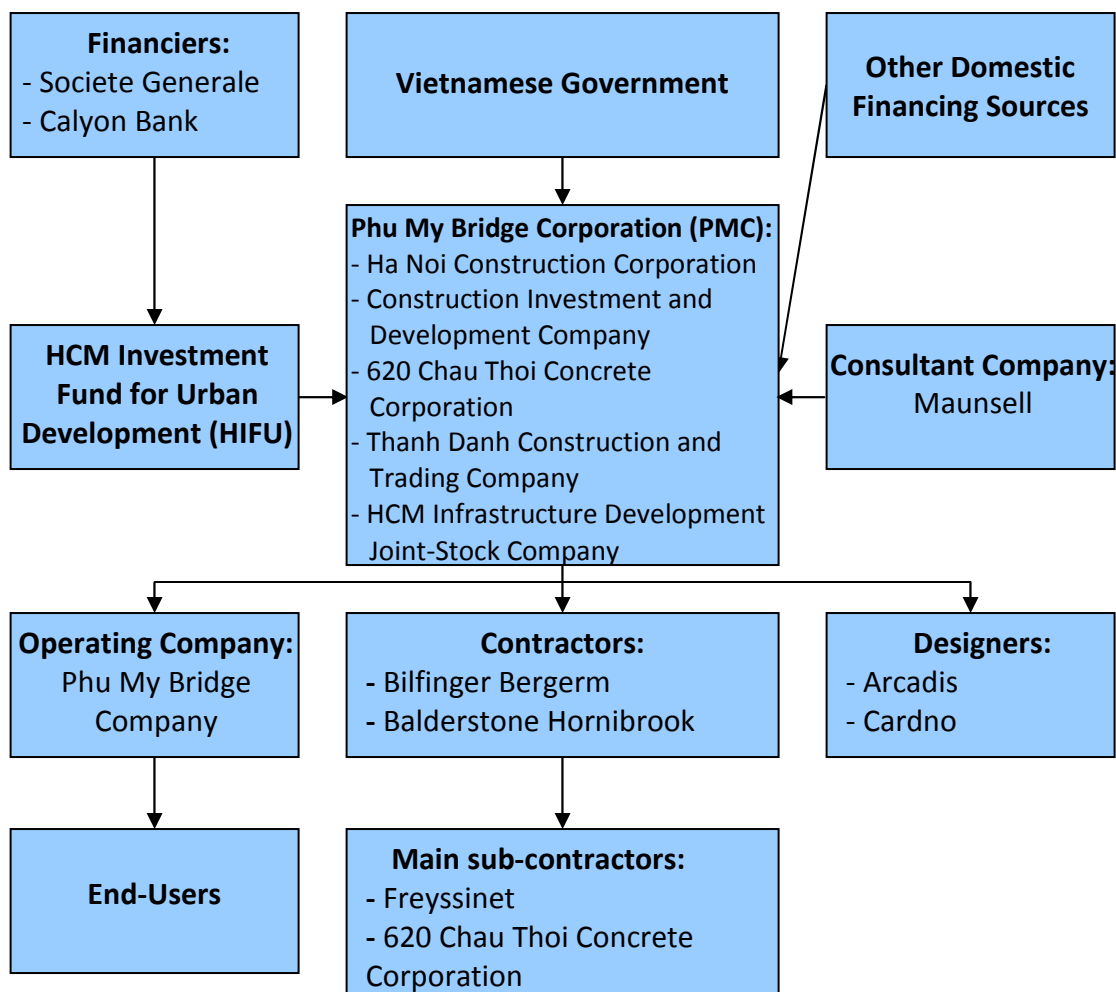 Financiers:
- Societe Generale
- Calyon Bank
Vietnamese Government
Other Domestic
Financing Sources
Phu My Bridge Corporation (PMC):
- Ha Noi Construction Corporation
- Construction Investment and
Development Company
- 620 Chau Thoi Concrete
Corporation
- Thanh Danh Construction and
Trading Company
- HCM Infrastructure Development
Joint-Stock Company
HCM Investment
Fund for Urban
Development (HIFU)
Consultant Company:
Maunsell
Operating Company:
Phu My Bridge
Company
Contractors:
- Bilfinger Bergerm
- Balderstone Hornibrook
Designers:
- Arcadis
- Cardno
End-Users
Main sub-contractors:
- Freyssinet
- 620 Chau Thoi Concrete
Corporation